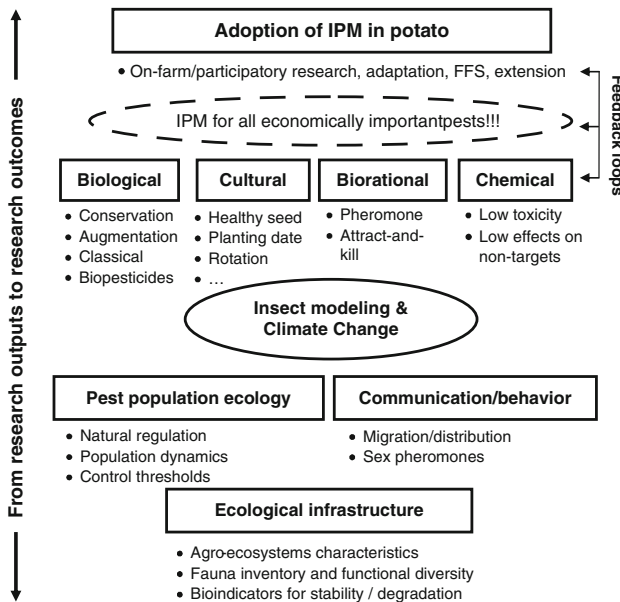 Adoption of IPM in potato
• On-farm/participatory research, adaptation, FFS, extension
IPM for all economically importantpests!!!
Feedback loops
From research outputs to research outcomes
Biological
• Conservation
• Augmentation
• Classical
• Biopesticides
Cultural
• Healthy seed
• Planting date
• Rotation
• ...
Biorational
• Pheromone
• Attract-and-
kill
Chemical
• Low toxicity
• Low effects on
non-targets
Insect modeling &
Climate Change
Pest population ecology
• Natural regulation
• Population dynamics
• Control thresholds
Communication/behavior
• Migration/distribution
• Sex pheromones
Ecological infrastructure
• Agro-ecosystems characteristics
• Fauna inventory and functional diversity
• Bioindicators for stability / degradation